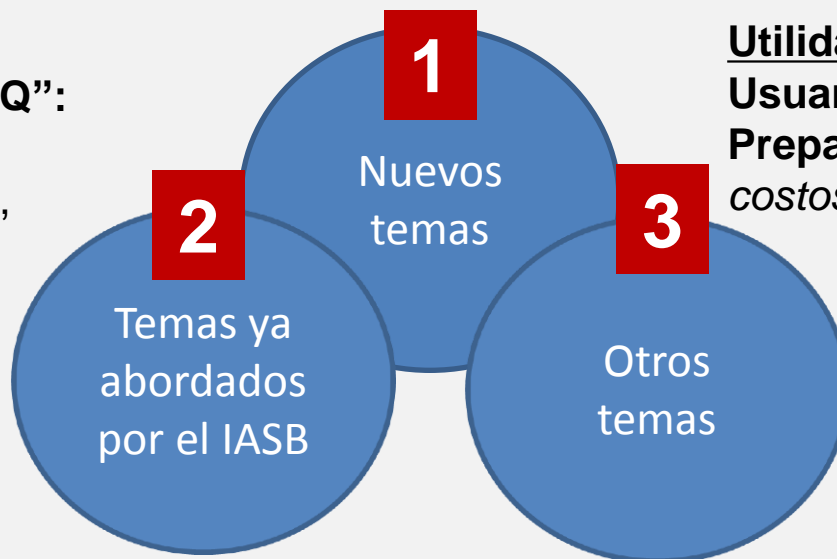 Q”:
,
1
Nuevos
temas
2
Temas ya
abordados
por el IASB
3
Otros
temas
Utilida
Usuar
Prepa
costos